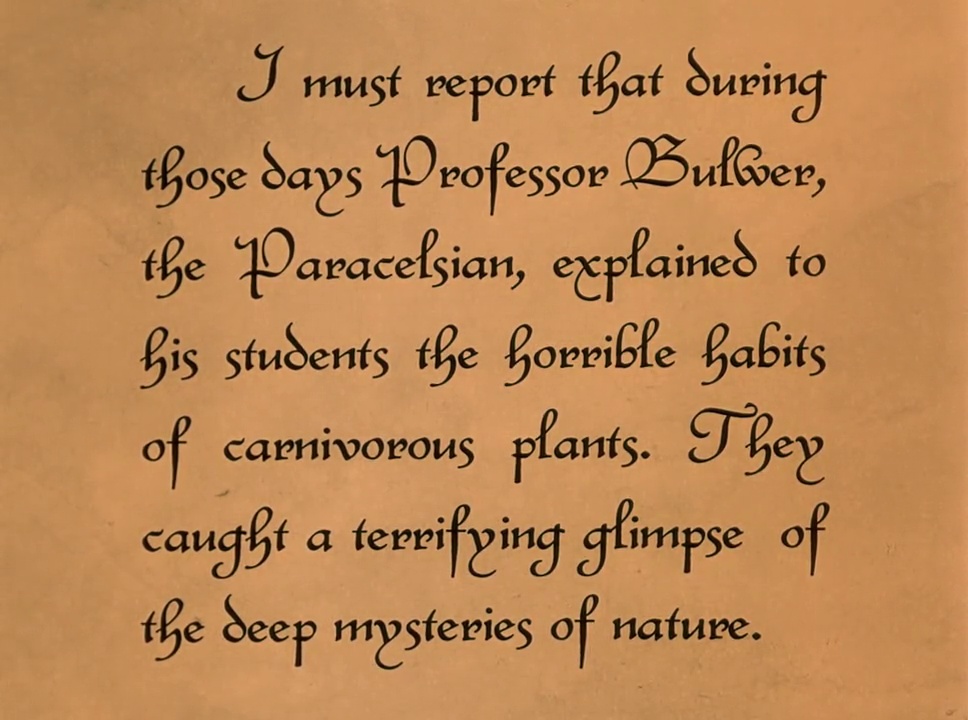 I must report that during
those days Professor Bulwer,
the Paracelsian, explained to
his students the horrible habits
of carnivorous plants. They
caught a terrifying glimpse of
the deep mysteries of nature.